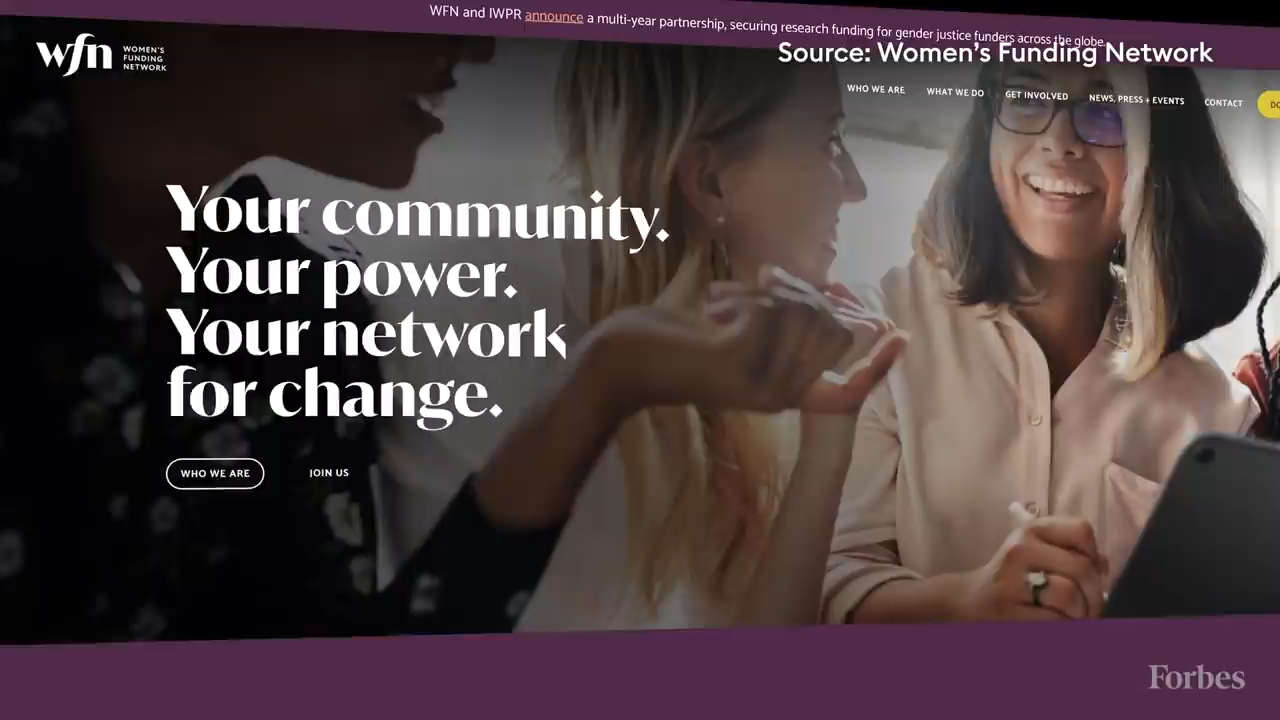 WFN and IWPR announce a multi-year partnership, securing research funding for gender justice funders across the globe.
Source: Women's Funding Network
wfn
WOMEN'S
FUNDING
NETWORK
WHO WE ARE
WHAT WE DO
GET INVOLVED
NEWS, PRESS + EVENTS
CONTACT
Your community.
Your power.
Your network
for change.
WHO WE ARE
JOIN US
Forbes